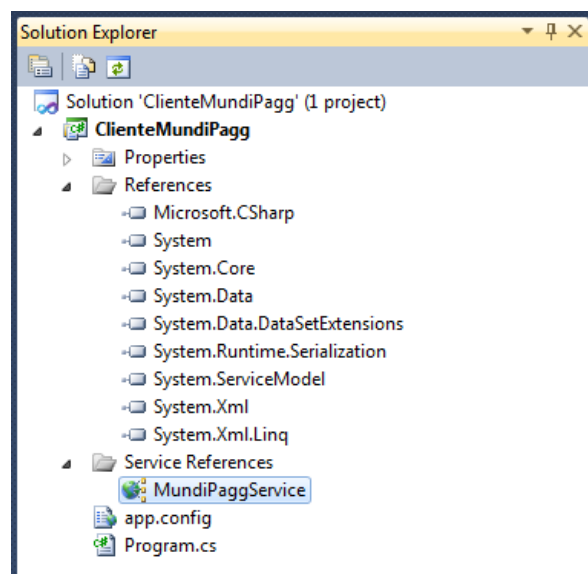 Solution Explorer
Solution 'ClienteMundiPagg' (1 project)
ClienteMundiPagg
Properties
References
Microsoft.CSharp
System
System.Core
System.Data
System.Data.DataSetExtensions
System.Runtime.Serialization
System.ServiceModel
System.Xml
System.Xml.Linq
Service References
MundiPaggService
app.config
Program.cs